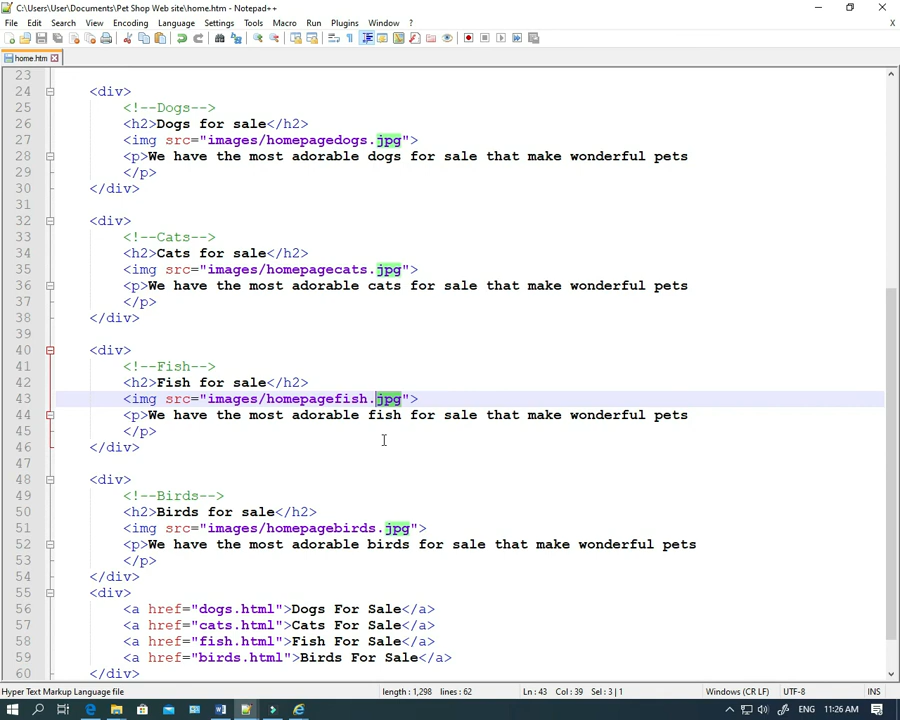 C:\Users\User\Documents\Pet Shop Web site\home.htm - Notepad++
File Edit Search View Encoding Language Settings Tools Macro Run Plugins Window ?
home.htm
23
24 <div>
25 <!--Dogs-->
26 <h2>Dogs for sale</h2>
27 <img src="images/homepagedogs.jpg">
28 <p>We have the most adorable dogs for sale that make wonderful pets
29 </p>
30 </div>
31
32 <div>
33 <!--Cats-->
34 <h2>Cats for sale</h2>
35 <img src="images/homepagecats.jpg">
36 <p>We have the most adorable cats for sale that make wonderful pets
37 </p>
38 </div>
39
40 <div>
41 <!--Fish-->
42 <h2>Fish for sale</h2>
43 <img src="images/homepagefish.jpg">
44 <p>We have the most adorable fish for sale that make wonderful pets
45 </p>
46 </div>
47
48 <div>
49 <!--Birds-->
50 <h2>Birds for sale</h2>
51 <img src="images/homepagebirds.jpg">
52 <p>We have the most adorable birds for sale that make wonderful pets
53 </p>
54 </div>
55 <div>
56 <a href="dogs.html">Dogs For Sale</a>
57 <a href="cats.html">Cats For Sale</a>
58 <a href="fish.html">Fish For Sale</a>
59 <a href="birds.html">Birds For Sale</a>
60 </div>
Hyper Text Markup Language file length : 1,298 lines : 62 Ln : 43 Col : 39 Sel : 3 | 1 Windows (CR LF) UTF-8 INS
ENG 11:26 AM